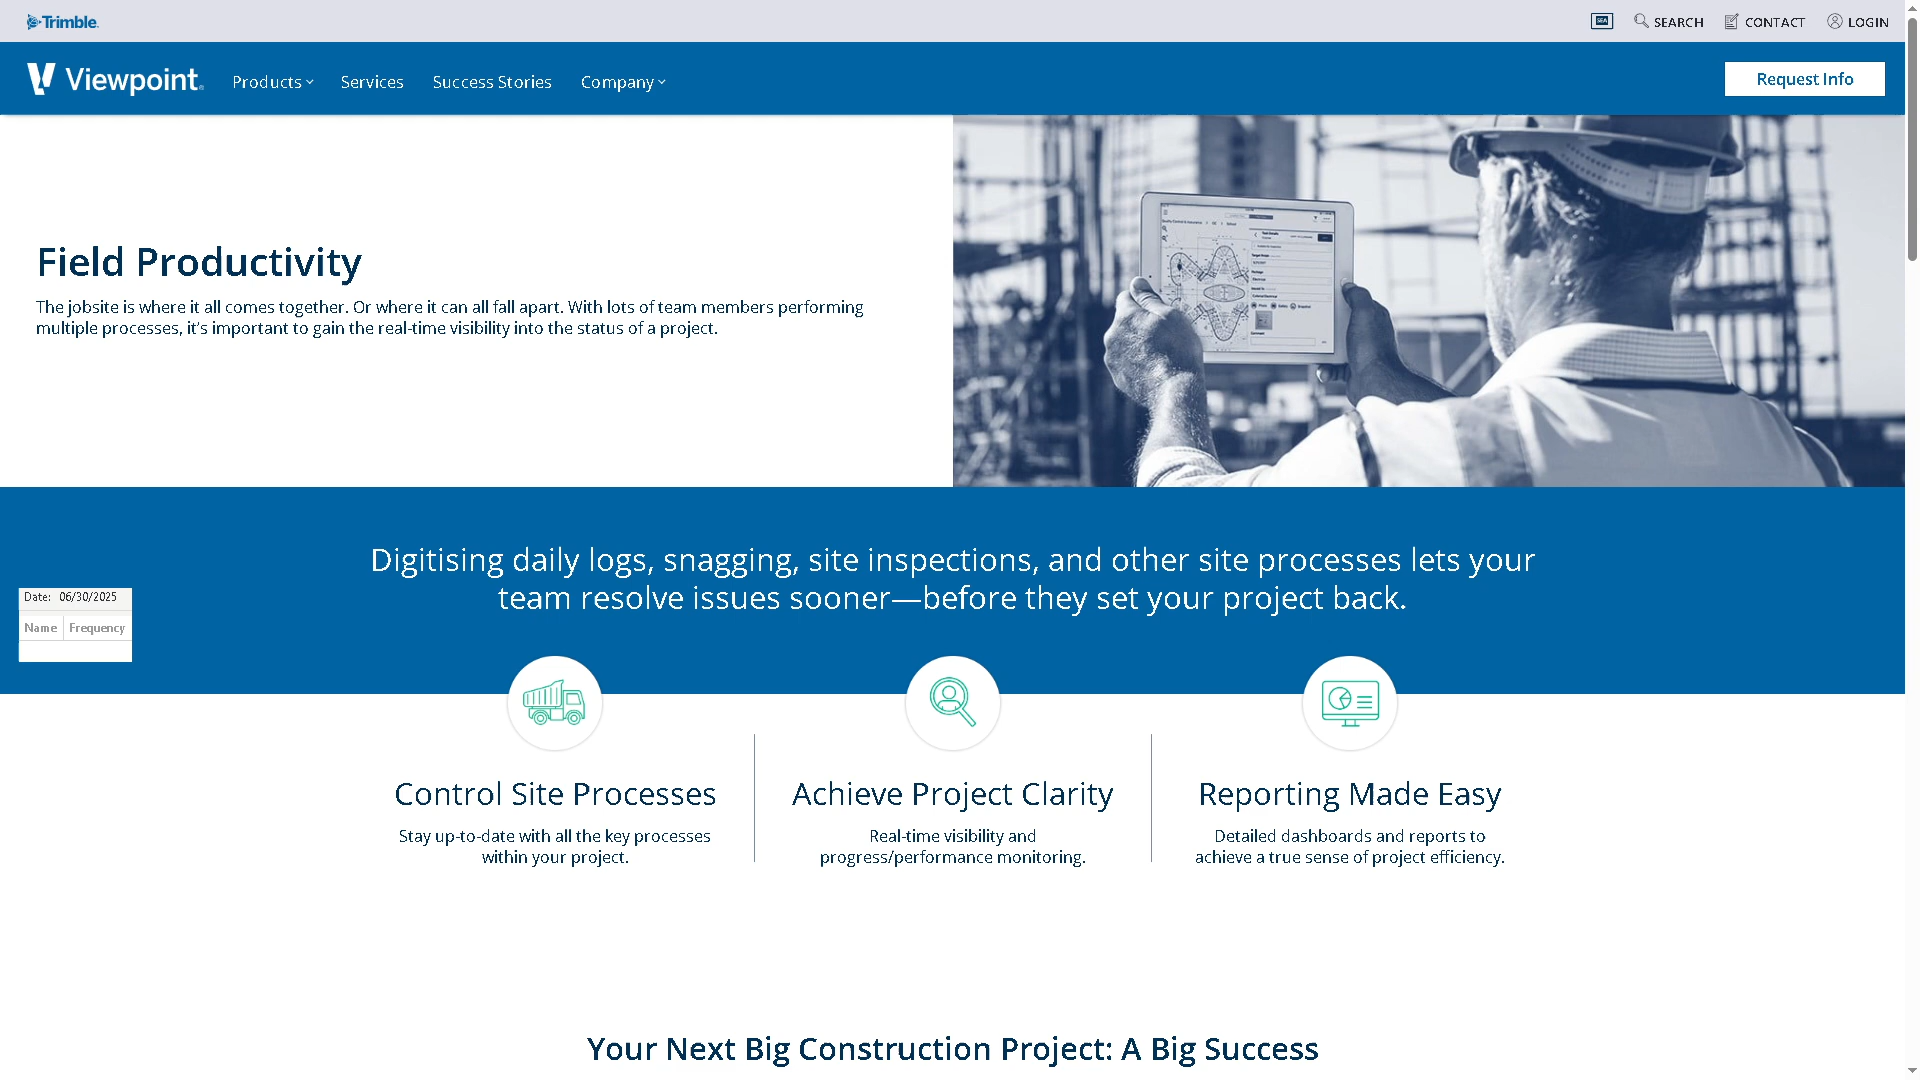 Trimble
SEA
SEARCH
CONTACT
LOGIN
Viewpoint
Products
Services
Success Stories
Company
Request Info
Field Productivity
The jobsite is where it all comes together. Or where it can all fall apart. With lots of team members performing
multiple processes, it's important to gain the real-time visibility into the status of a project.
Digitising daily logs, snagging, site inspections, and other site processes lets your
team resolve issues sooner—before they set your project back.
Date: 06/30/2025
Name Frequency
Control Site Processes
Stay up-to-date with all the key processes
within your project.
Achieve Project Clarity
Real-time visibility and
progress/performance monitoring.
Reporting Made Easy
Detailed dashboards and reports to
achieve a true sense of project efficiency.
Your Next Big Construction Project: A Big Success